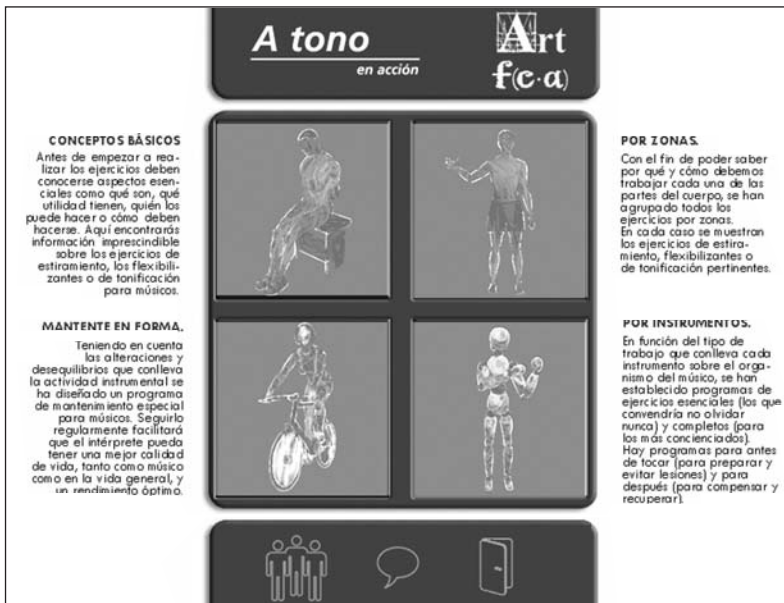 A tono
en acción
Art
f(c·a)
CONCEPTOS BÁSICOS
Antes de empezar a rea-
lizar los ejercicios deben
conocerse aspectos esen-
ciales como qué son, qué
utilidad tienen, quién los
puede hacer o cómo deben
hacerse. Aquí encontrarás
información imprescindible
sobre los ejercicios de
estiramiento, los flexibili-
zantes o de tonificación
para músicos.
MANTENTE EN FORMA.
Teniendo en cuenta
las alteraciones y
desequilibrios que conlleva
la actividad instrumental se
ha diseñado un programa
de mantenimiento especial
para músicos. Seguirlo
regularmente facilitará
que el intérprete pueda
tener una mejor calidad
de vida, tanto como músico
como en la vida general, y
un rendimiento óptimo.
POR ZONAS.
Con el fin de poder saber
por qué y cómo debemos
trabajar cada una de las
partes del cuerpo, se han
agrupado todos los
ejercicios por zonas.
En cada caso se muestran
los ejercicios de estira-
miento, flexibilizantes o
de tonificación pertinentes.
POR INSTRUMENTOS.
En función del tipo de
trabajo que conlleva cada
instrumento sobre el orga-
nismo del músico, se han
establecido programas de
ejercicios esenciales (los que
convendría no olvidar
nunca) y completos (para
los más concienciados).
Hay programas para antes
de tocar (para preparar y
evitar lesiones) y para
después (para compensar y
recuperar).